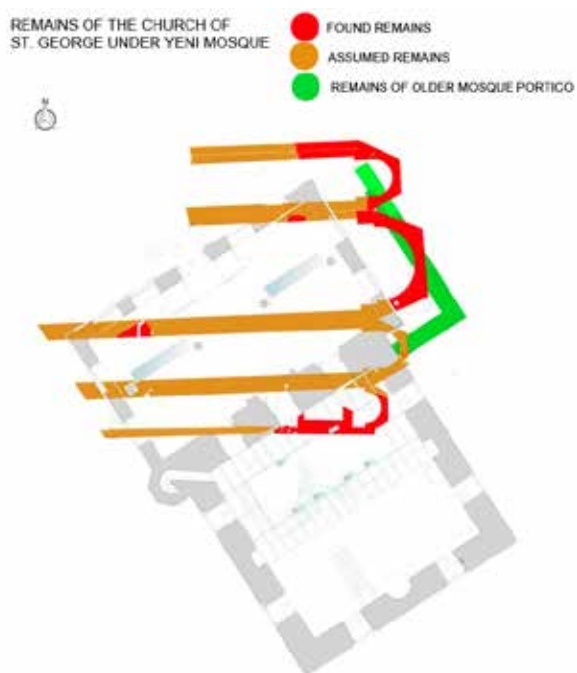 REMAINS OF THE CHURCH OF
ST. GEORGE UNDER YENI MOSQUE
FOUND REMAINS
ASSUMED REMAINS
REMAINS OF OLDER MOSQUE PORTICO
N